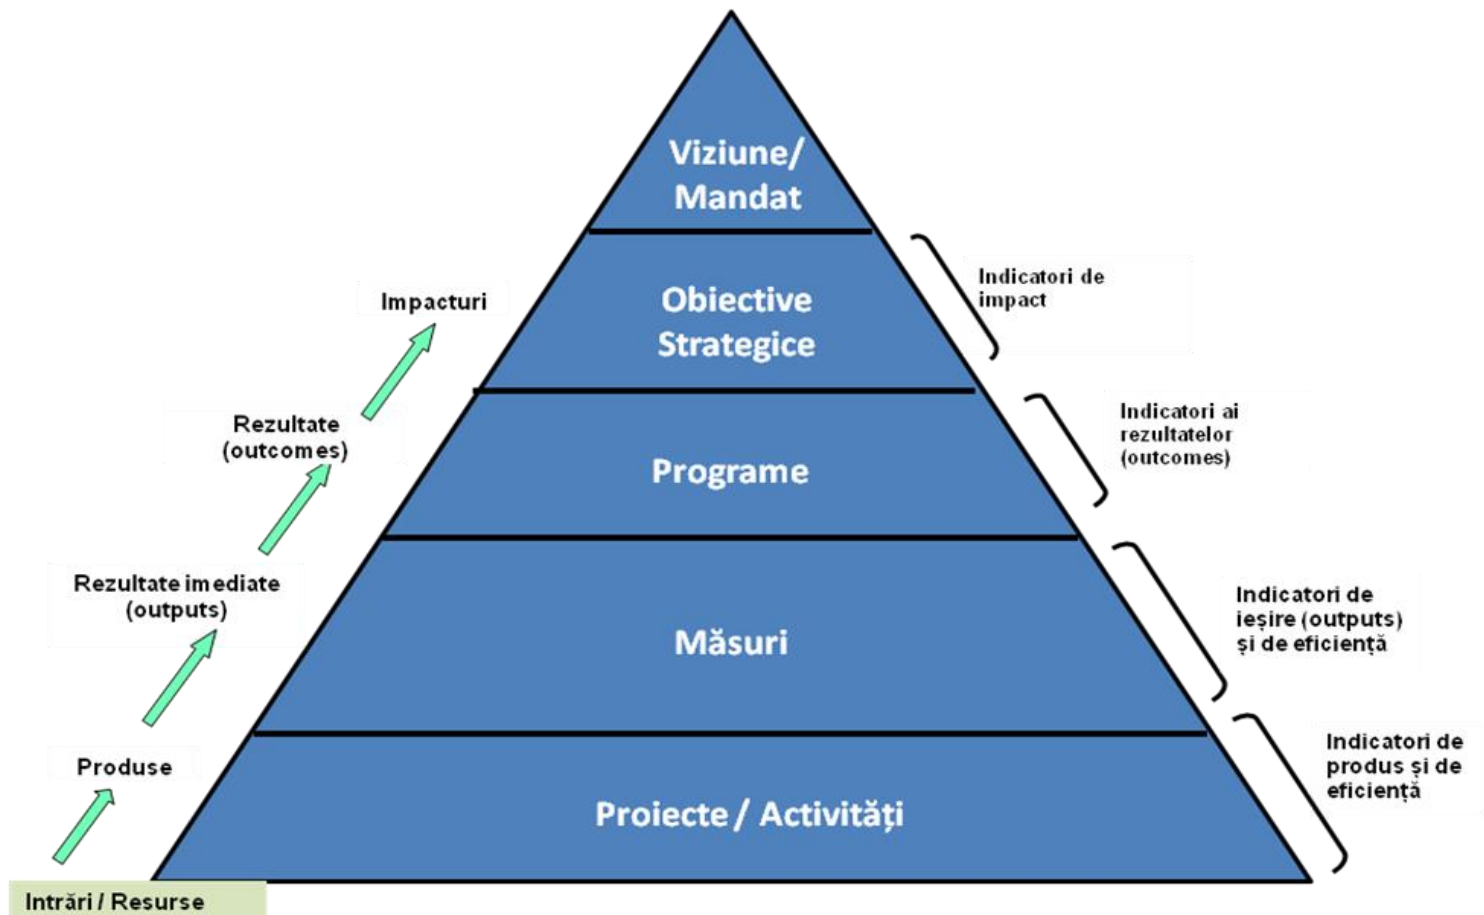 Viziune/
Mandat
Indicatori de
impact
Impacturi
Obiective
Strategice
Rezultate
(outcomes)
Indicatori ai
rezultatelor
(outcomes)
Programe
Rezultate imediate
(outputs)
Indicatori de
ieșire (outputs)
și de eficiență
Măsuri
Produse
Indicatori de
produs și de
eficiență
Proiecte / Activități
Intrări / Resurse